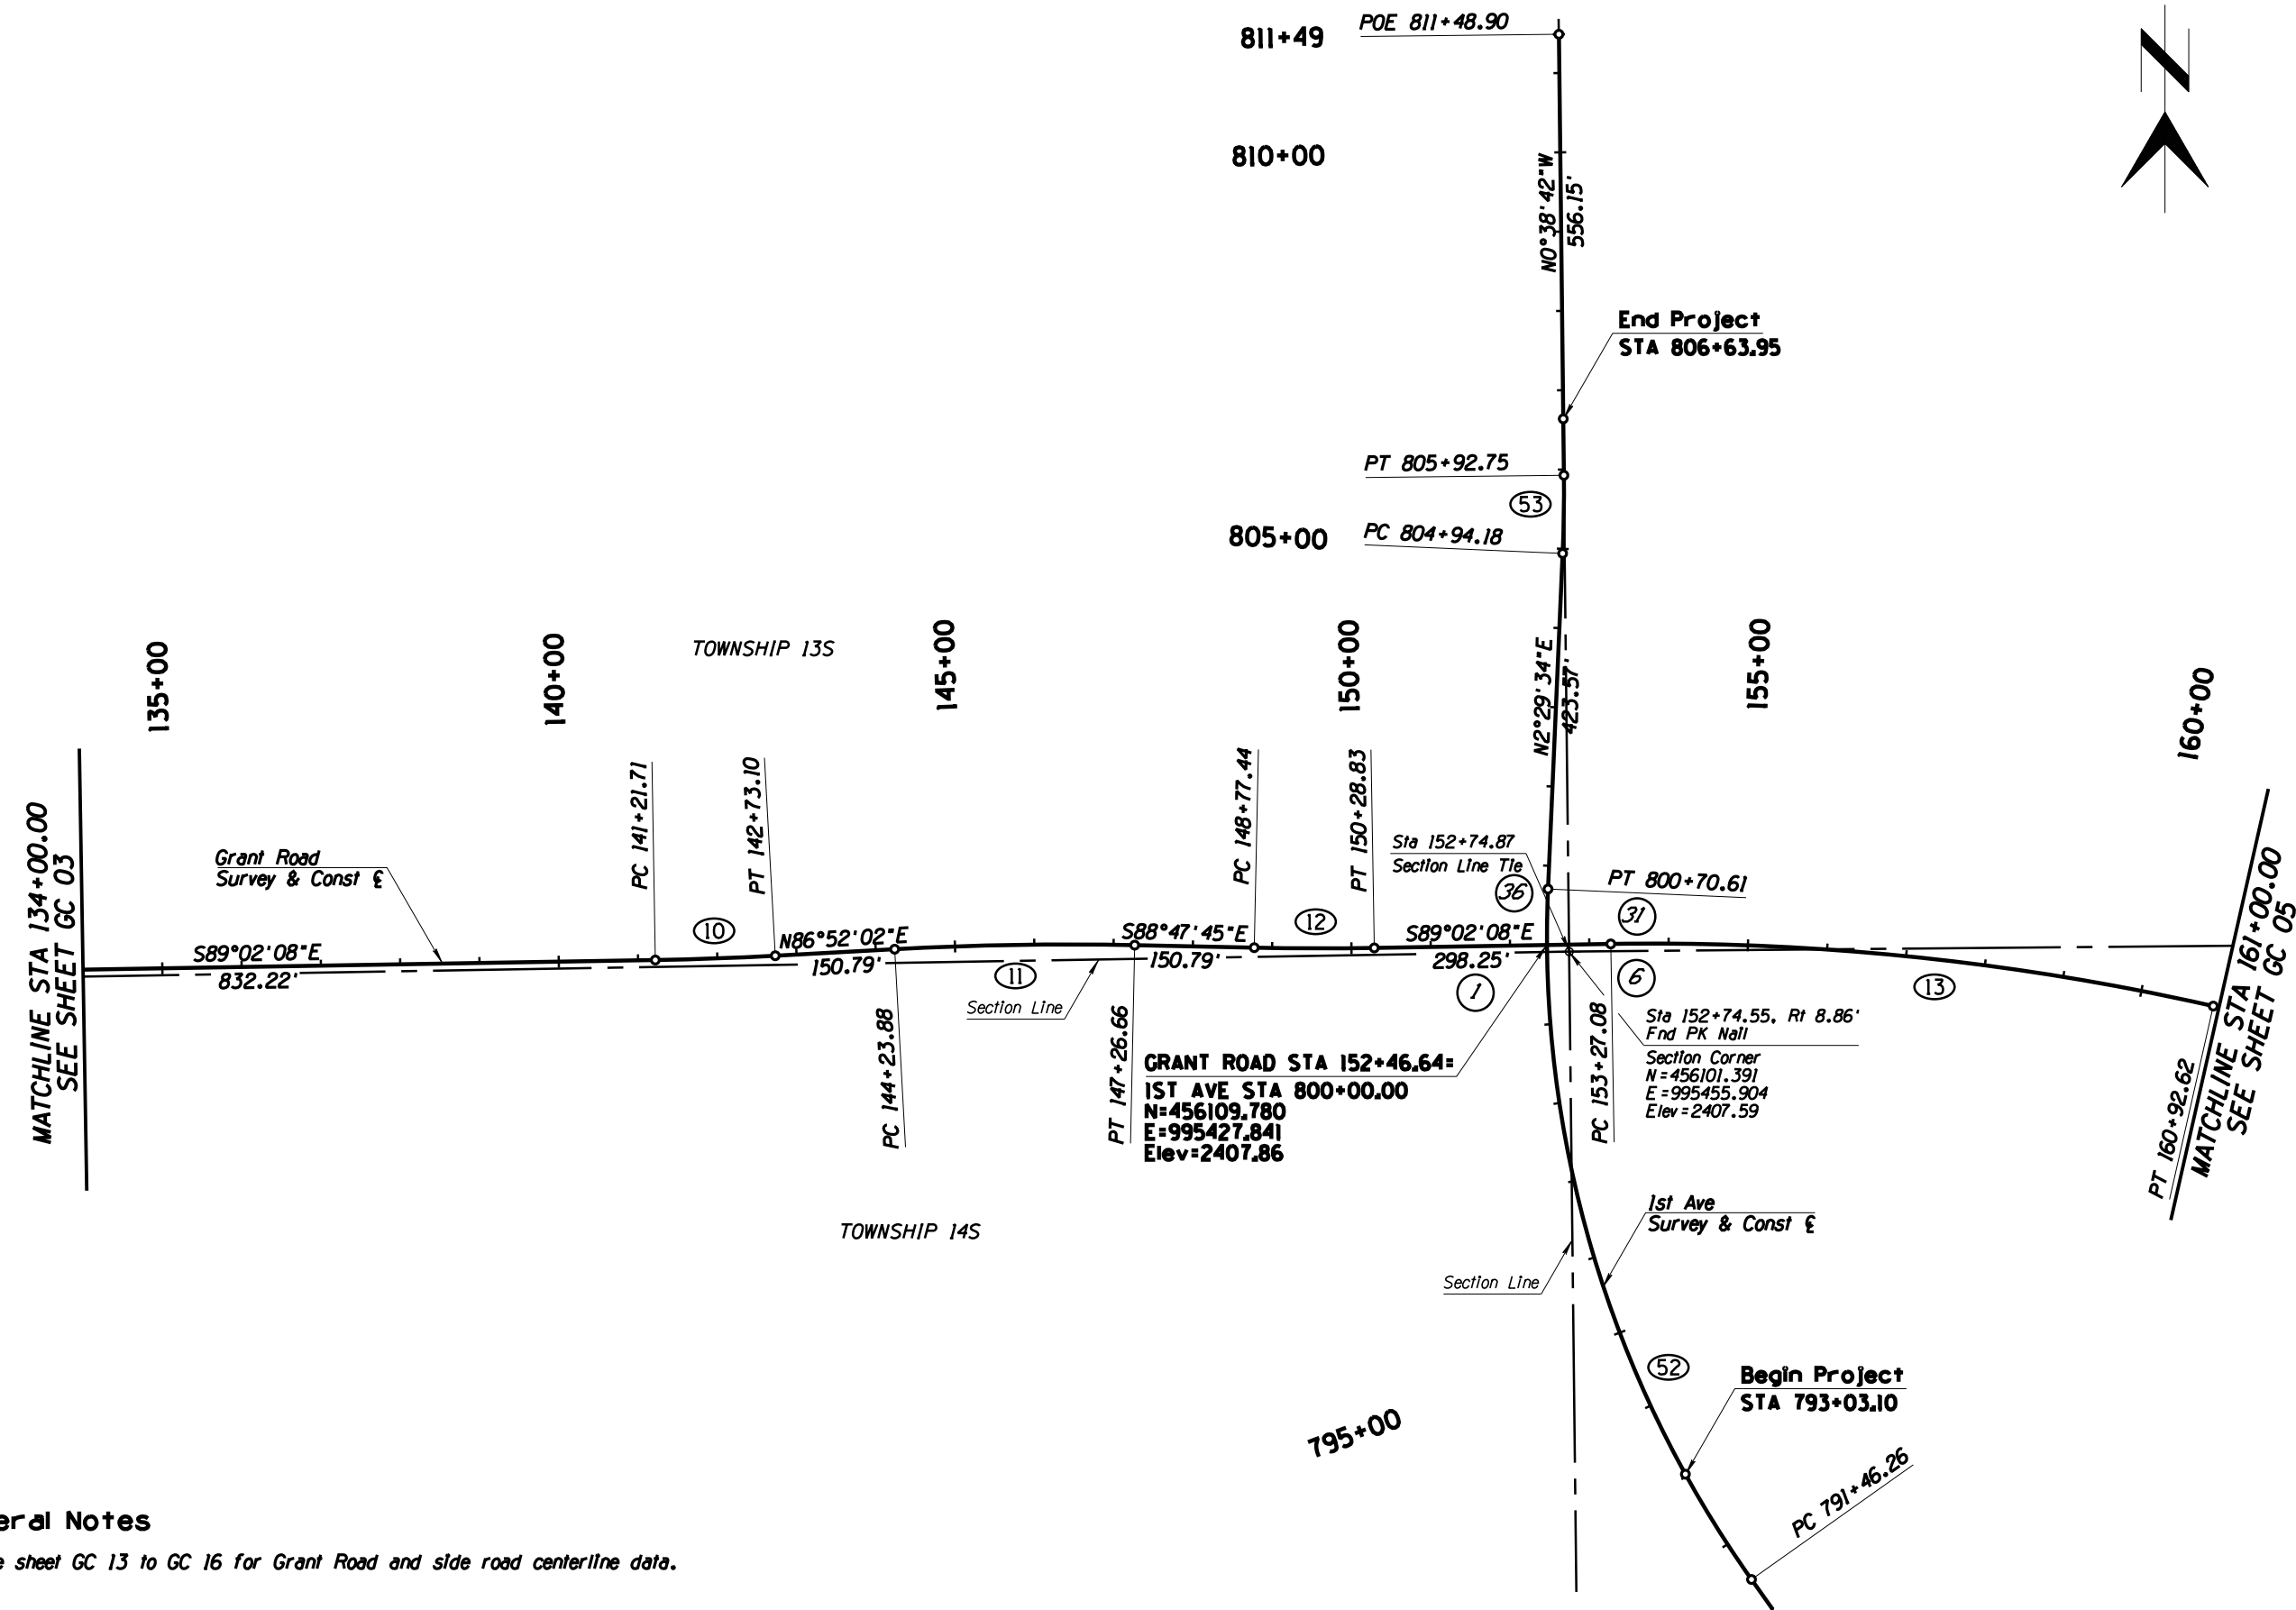 811+49
POE 811+48.90
N
810+00
N0°38'42"W
556.15'
End Project
STA 806+63.95
PT 805+92.75
53
805+00
PC 804+94.18
TOWNSHIP 13S
135+00
140+00
145+00
150+00
155+00
160+00
N2°29'34"E
423.57'
MATCHLINE STA 134+00.00
SEE SHEET GC 03
Grant Road
Survey & Const ℄
PC 141+21.71
PT 142+73.10
PC 148+77.44
PT 150+28.83
Sta 152+74.87
Section Line Tie
36
PT 800+70.61
31
S89°02'08"E
832.22'
10
N86°52'02"E
150.79'
11
S88°47'45"E
150.79'
12
S89°02'08"E
298.25'
1
6
13
Section Line
PC 144+23.88
PT 147+26.66
PC 153+27.08
Sta 152+74.55, Rt 8.86'
Fnd PK Nail
Section Corner
N=456101.391
E=995455.904
Elev=2407.59
GRANT ROAD STA 152+46.64=
1ST AVE STA 800+00.00
N=456109.780
E=995427.841
Elev=2407.86
PT 160+92.62
MATCHLINE STA 161+00.00
SEE SHEET GC 05
TOWNSHIP 14S
1st Ave
Survey & Const ℄
Section Line
52
Begin Project
STA 793+03.10
795+00
PC 791+46.26
eral Notes
e sheet GC 13 to GC 16 for Grant Road and side road centerline data.